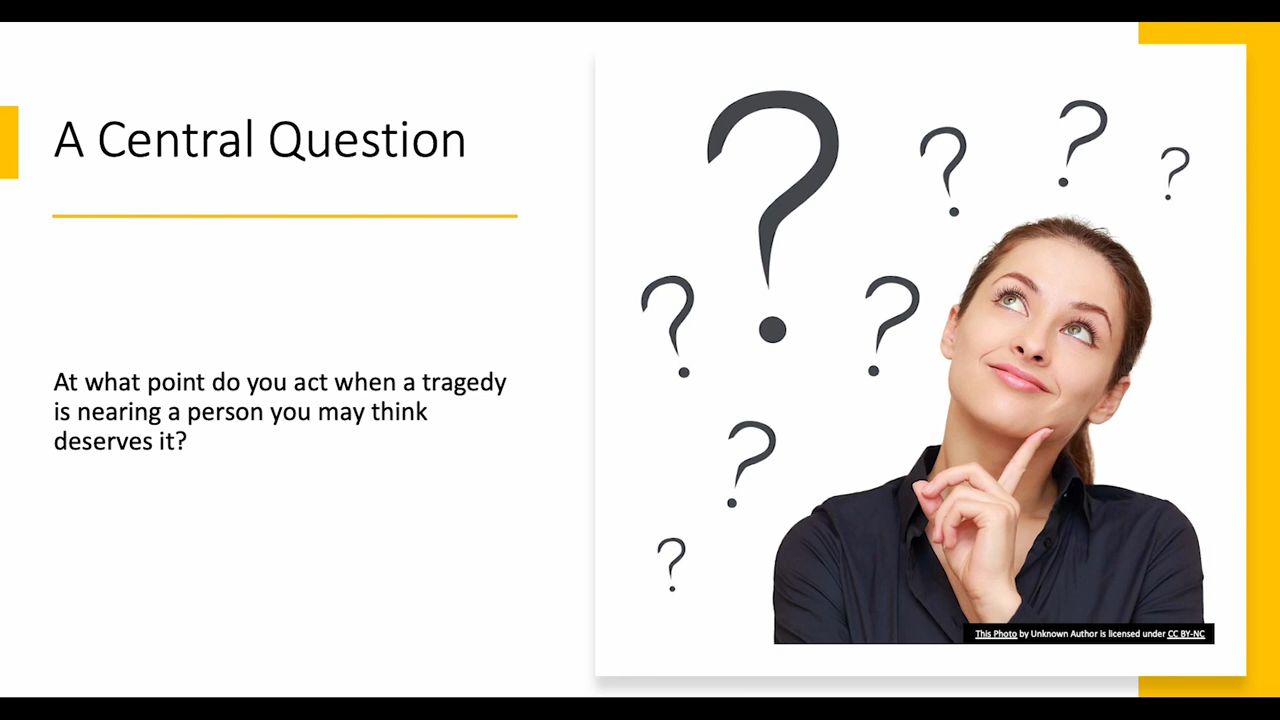 A Central Question
At what point do you act when a tragedy
is nearing a person you may think
deserves it?
? ? ? ?
? ?
?
?
This Photo by Unknown Author is licensed under CC BY-NC